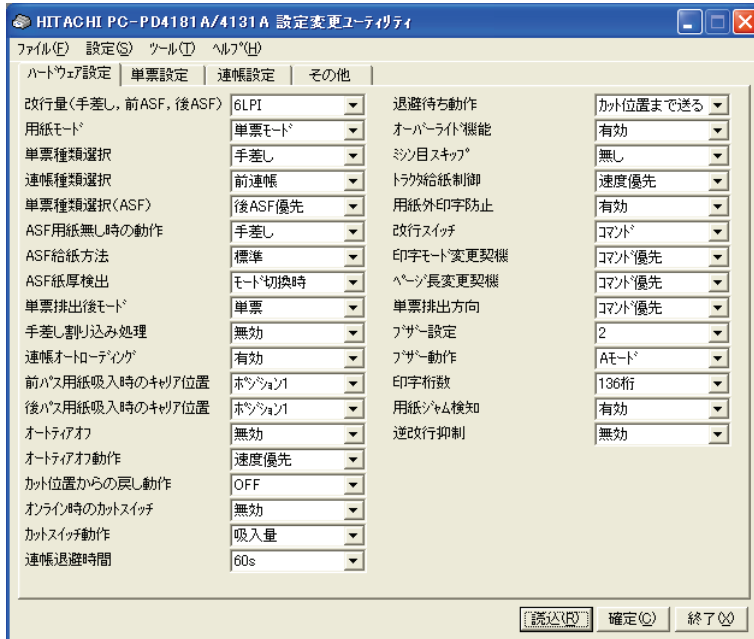 HITACHI PC-PD4181A/4131A 設定変更ユーティリティ
ファイル(F) 設定(S) ツール(T) ヘルプ(H)
ハードウェア設定 単票設定 連帳設定 その他
改行量(手差し, 前ASF, 後ASF) 6LPI
用紙モード 単票モード
単票種類選択 手差し
連帳種類選択 前連帳
単票種類選択(ASF) 後ASF優先
ASF用紙無し時の動作 手差し
ASF給紙方法 標準
ASF紙厚検出 モード切換時
単票排出後モード 単票
手差し割り込み処理 無効
連帳オートローディング 有効
前パス用紙吸入時のキャリア位置 ポジション1
後パス用紙吸入時のキャリア位置 ポジション1
オートティアオフ 無効
オートティアオフ動作 速度優先
カット位置からの戻し動作 OFF
オンライン時のカットスイッチ 無効
カットスイッチ動作 吸入量
連帳退避時間 60s
退避待ち動作 カット位置まで送る
オーバーライド機能 有効
ミシン目スキップ 無し
トラクタ給紙制御 速度優先
用紙外印字防止 有効
改行スイッチ コマンド
印字モード変更契機 コマンド優先
ページ長変更契機 コマンド優先
単票排出方向 コマンド優先
ブザー設定 2
ブザー動作 Aモード
印字桁数 136桁
用紙ジャム検知 有効
逆改行抑制 無効
読込(R) 確定(C) 終了(X)